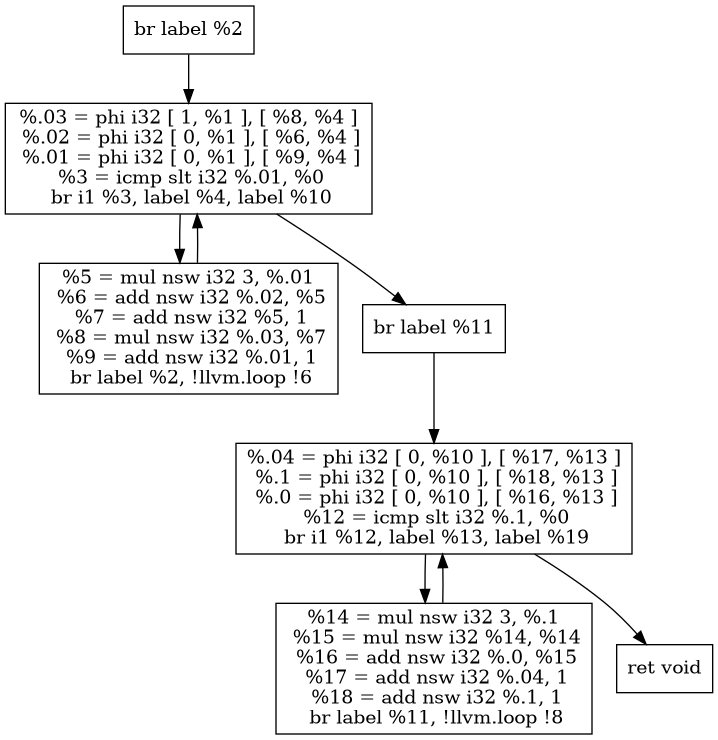 br label %2
%.03 = phi i32 [ 1, %1 ], [ %8, %4 ]
%.02 = phi i32 [ 0, %1 ], [ %6, %4 ]
%.01 = phi i32 [ 0, %1 ], [ %9, %4 ]
%3 = icmp slt i32 %.01, %0
br i1 %3, label %4, label %10
%5 = mul nsw i32 3, %.01
%6 = add nsw i32 %.02, %5
%7 = add nsw i32 %5, 1
%8 = mul nsw i32 %.03, %7
%9 = add nsw i32 %.01, 1
br label %2, !llvm.loop !6
br label %11
%.04 = phi i32 [ 0, %10 ], [ %17, %13 ]
%.1 = phi i32 [ 0, %10 ], [ %18, %13 ]
%.0 = phi i32 [ 0, %10 ], [ %16, %13 ]
%12 = icmp slt i32 %.1, %0
br i1 %12, label %13, label %19
%14 = mul nsw i32 3, %.1
%15 = mul nsw i32 %14, %14
%16 = add nsw i32 %.0, %15
%17 = add nsw i32 %.04, 1
%18 = add nsw i32 %.1, 1
br label %11, !llvm.loop !8
ret void